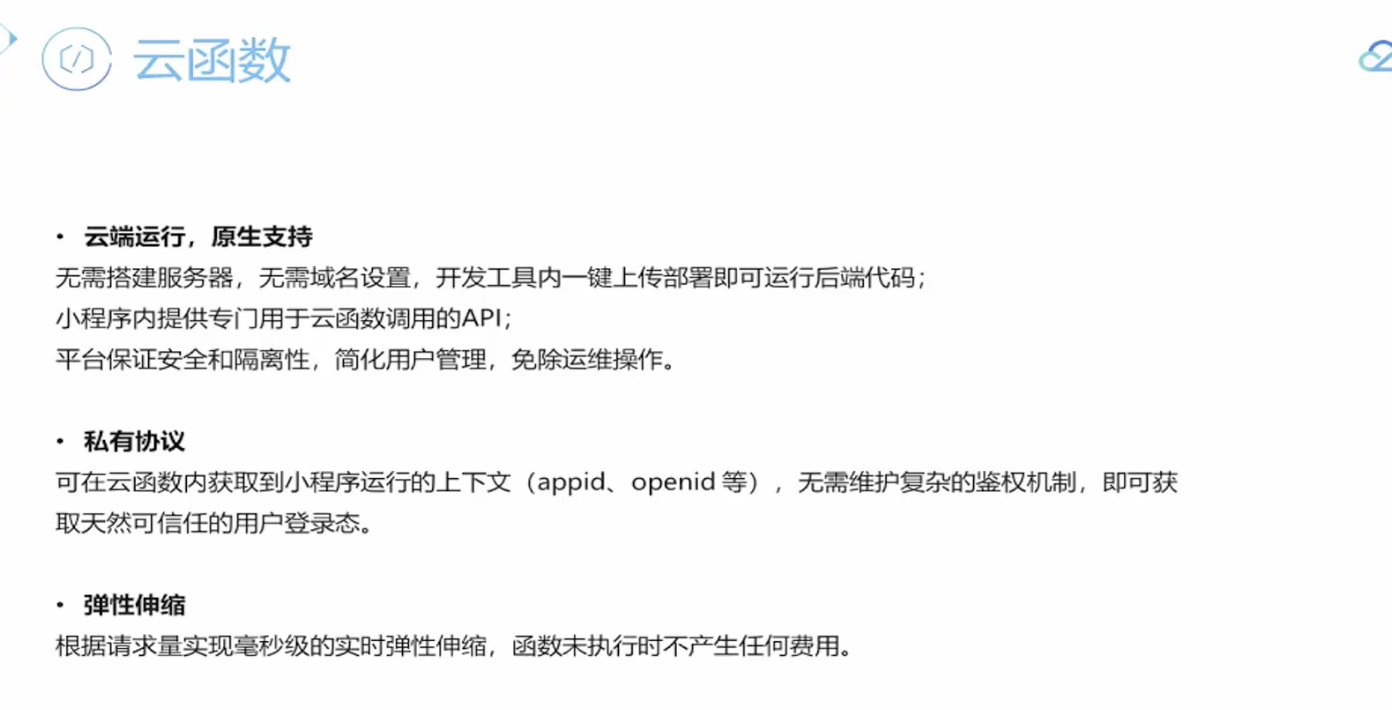 云函数
• 云端运行，原生支持
无需搭建服务器，无需域名设置，开发工具内一键上传部署即可运行后端代码；
小程序内提供专门用于云函数调用的API；
平台保证安全和隔离性，简化用户管理，免除运维操作。
• 私有协议
可在云函数内获取到小程序运行的上下文（appid、openid 等），无需维护复杂的鉴权机制，即可获
取天然可信任的用户登录态。
• 弹性伸缩
根据请求量实现毫秒级的实时弹性伸缩，函数未执行时不产生任何费用。